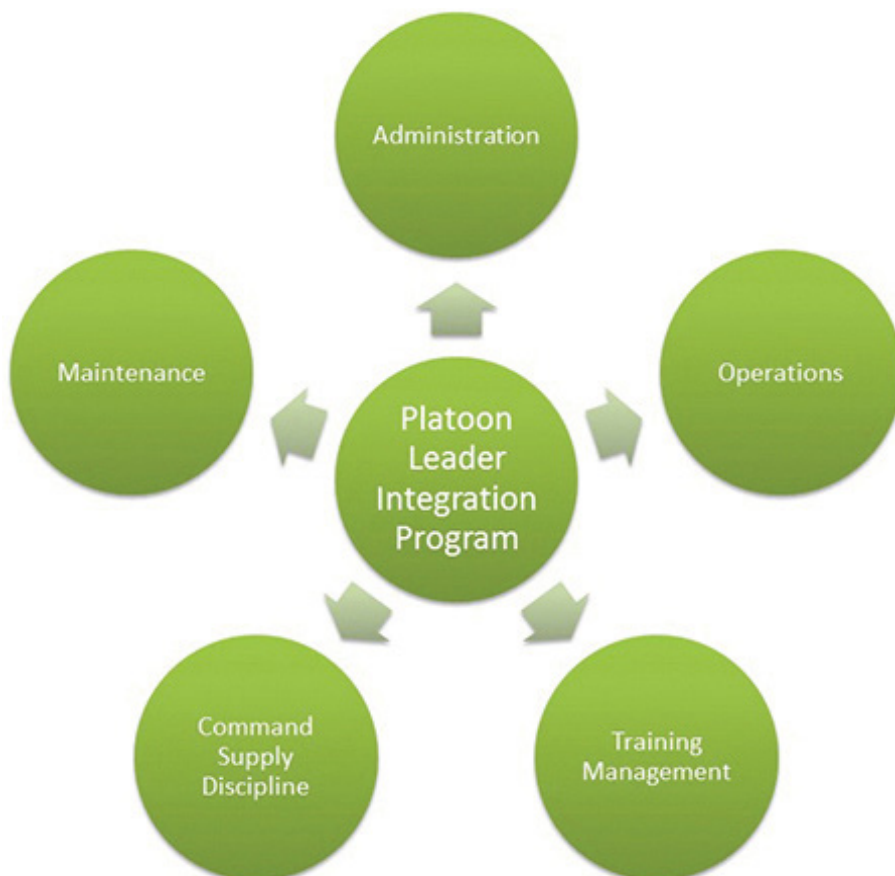 Administration
Maintenance
Operations
Platoon
Leader
Integration
Program
Command
Supply
Discipline
Training
Management